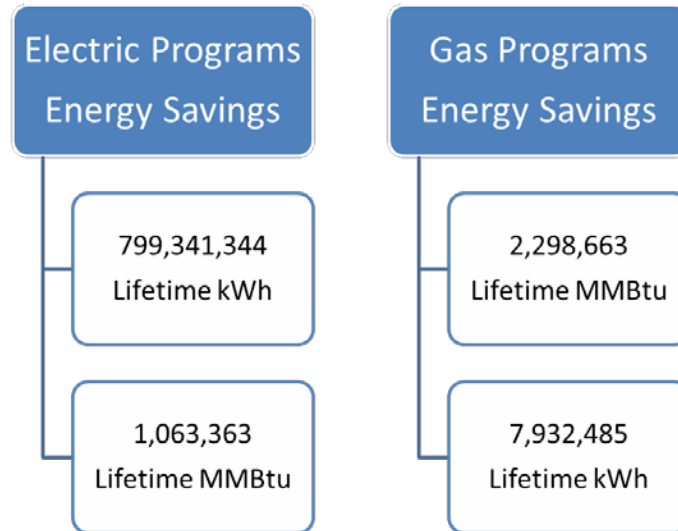 Electric Programs
Energy Savings
799,341,344
Lifetime kWh
1,063,363
Lifetime MMBtu
Gas Programs
Energy Savings
2,298,663
Lifetime MMBtu
7,932,485
Lifetime kWh